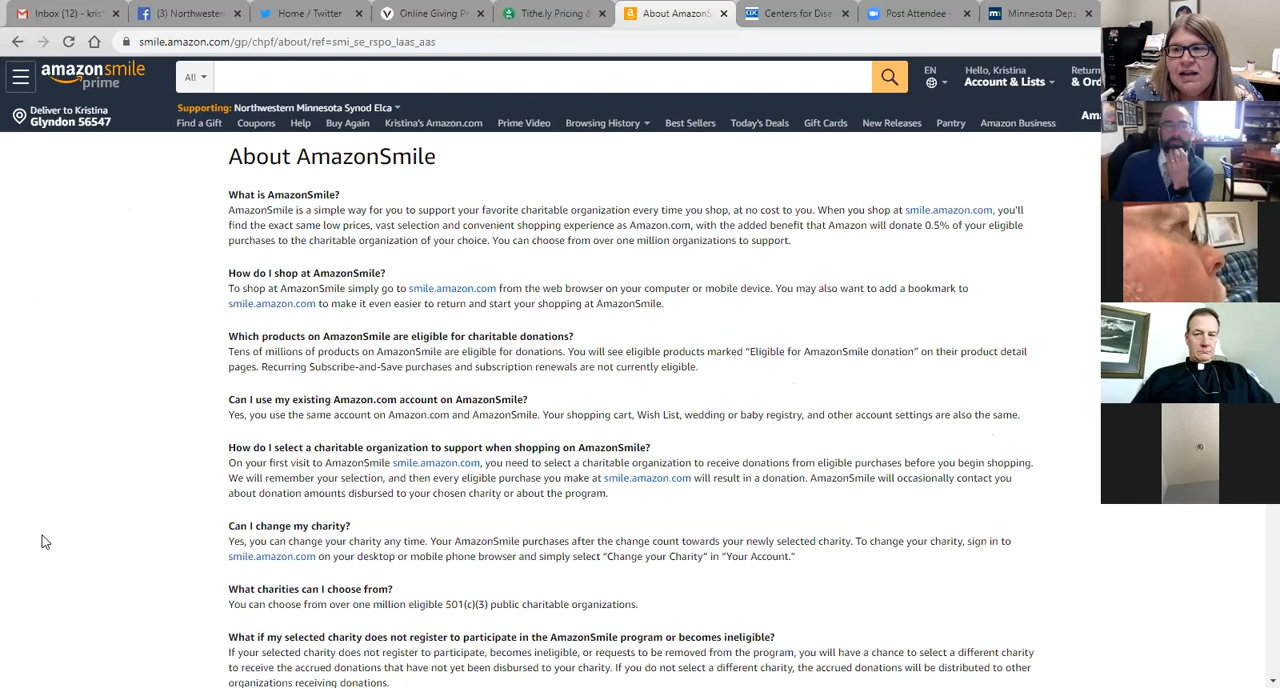 Inbox (12) - kris
(3) Northwester
Home / Twitter
Online Giving P
Tithe.ly Pricing &
About AmazonS
Centers for Dise
Post Attendee -
Minnesota Dep
smile.amazon.com/gp/chpf/about/ref=smi_se_rspo_laas_aas
amazonsmile
prime
All
EN
Hello, Kristina
Account & Lists
Return
& Ord
Deliver to Kristina
Glyndon 56547
Supporting: Northwestern Minnesota Synod Elca
Find a Gift Coupons Help Buy Again Kristina's Amazon.com Prime Video Browsing History Best Sellers Today's Deals Gift Cards New Releases Pantry Amazon Business
Am
About AmazonSmile
What is AmazonSmile?
AmazonSmile is a simple way for you to support your favorite charitable organization every time you shop, at no cost to you. When you shop at smile.amazon.com, you'll
find the exact same low prices, vast selection and convenient shopping experience as Amazon.com, with the added benefit that Amazon will donate 0.5% of your eligible
purchases to the charitable organization of your choice. You can choose from over one million organizations to support.
How do I shop at AmazonSmile?
To shop at AmazonSmile simply go to smile.amazon.com from the web browser on your computer or mobile device. You may also want to add a bookmark to
smile.amazon.com to make it even easier to return and start your shopping at AmazonSmile.
Which products on AmazonSmile are eligible for charitable donations?
Tens of millions of products on AmazonSmile are eligible for donations. You will see eligible products marked “Eligible for AmazonSmile donation” on their product detail
pages. Recurring Subscribe-and-Save purchases and subscription renewals are not currently eligible.
Can I use my existing Amazon.com account on AmazonSmile?
Yes, you use the same account on Amazon.com and AmazonSmile. Your shopping cart, Wish List, wedding or baby registry, and other account settings are also the same.
How do I select a charitable organization to support when shopping on AmazonSmile?
On your first visit to AmazonSmile smile.amazon.com, you need to select a charitable organization to receive donations from eligible purchases before you begin shopping.
We will remember your selection, and then every eligible purchase you make at smile.amazon.com will result in a donation. AmazonSmile will occasionally contact you
about donation amounts disbursed to your chosen charity or about the program.
Can I change my charity?
Yes, you can change your charity any time. Your AmazonSmile purchases after the change count towards your newly selected charity. To change your charity, sign in to
smile.amazon.com on your desktop or mobile phone browser and simply select “Change your Charity” in “Your Account.”
What charities can I choose from?
You can choose from over one million eligible 501(c)(3) public charitable organizations.
What if my selected charity does not register to participate in the AmazonSmile program or becomes ineligible?
If your selected charity does not register to participate, becomes ineligible, or requests to be removed from the program, you will have a chance to select a different charity
to receive the accrued donations that have not yet been disbursed to your charity. If you do not select a different charity, the accrued donations will be distributed to other
organizations receiving donations.